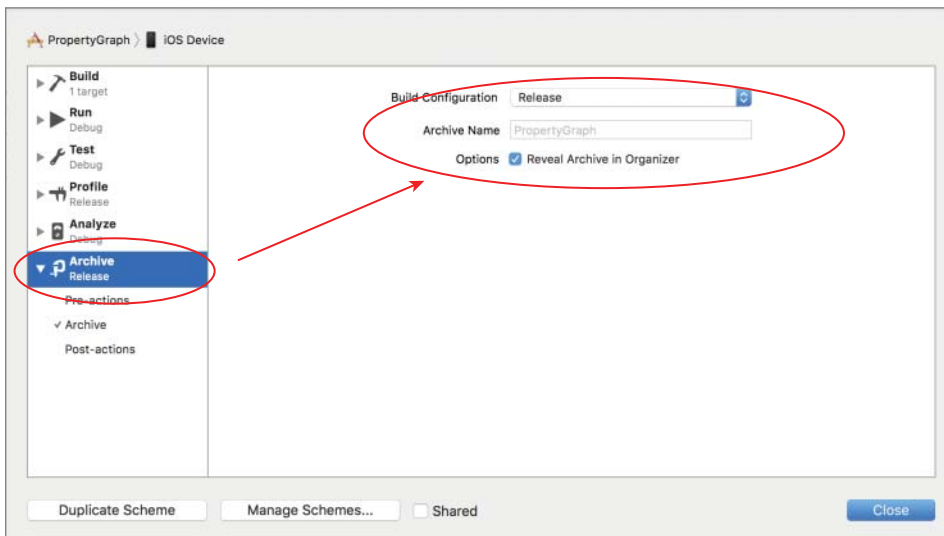 PropertyGraph 〉 iOS Device
Build
1 target
Run
Debug
Test
Debug
Profile
Release
Analyze
Debug
Archive
Release
Pre-actions
✓ Archive
Post-actions
Build Configuration Release
Archive Name PropertyGraph
Options Reveal Archive in Organizer
Duplicate Scheme Manage Schemes... Shared Close